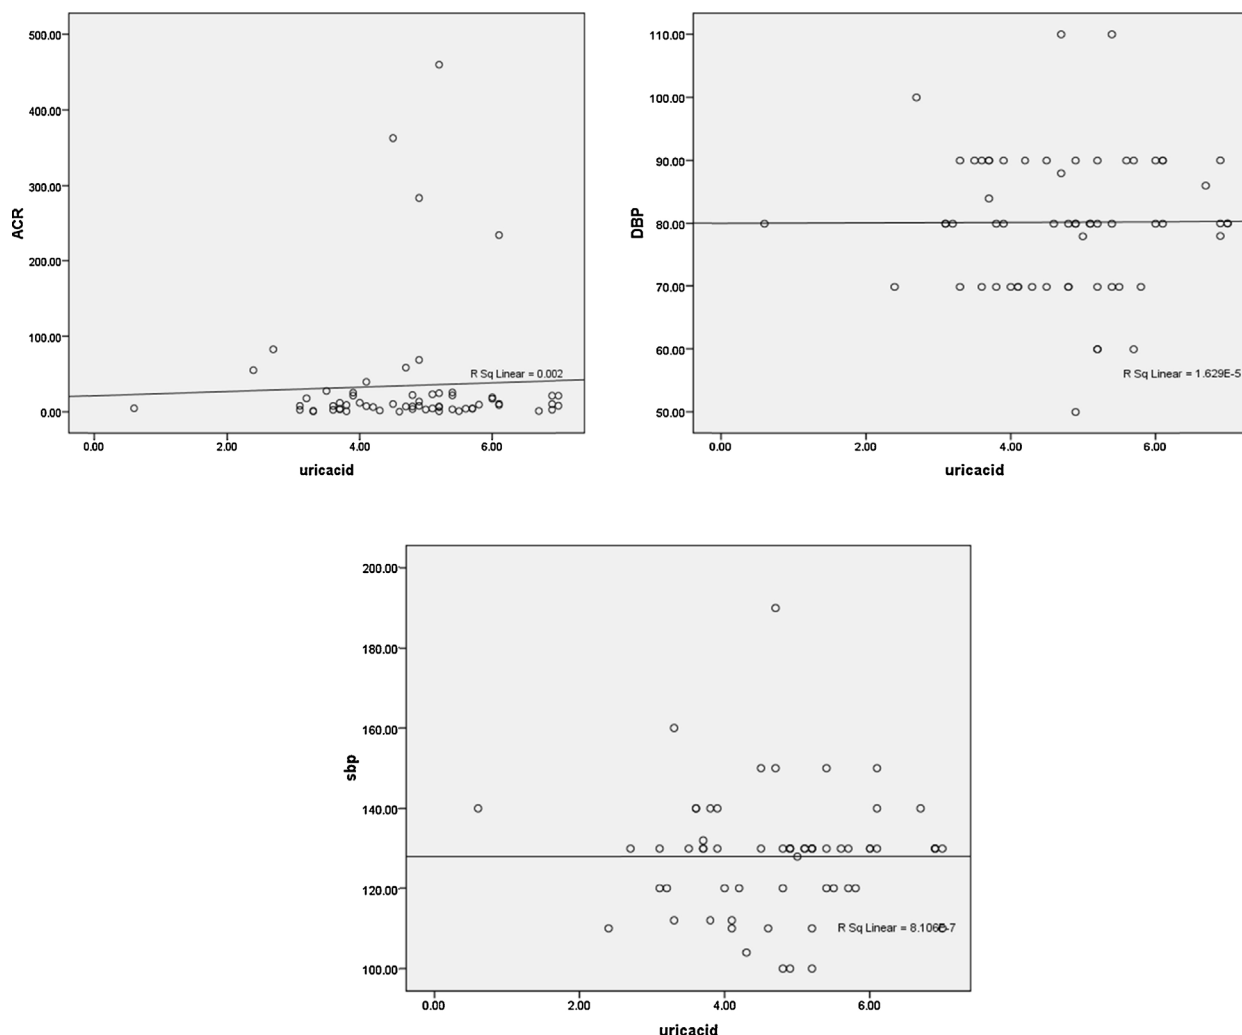 500.00
400.00
300.00
200.00
100.00
0.00
ACR
R Sq Linear = 0.002
0.00 2.00 4.00 6.00
uricacid
110.00
100.00
90.00
80.00
70.00
60.00
50.00
DBP
R Sq Linear = 1.629E-5
0.00 2.00 4.00 6.00
uricacid
200.00
180.00
160.00
140.00
120.00
100.00
sbp
R Sq Linear = 8.106E-7
0.00 2.00 4.00 6.00
uricacid